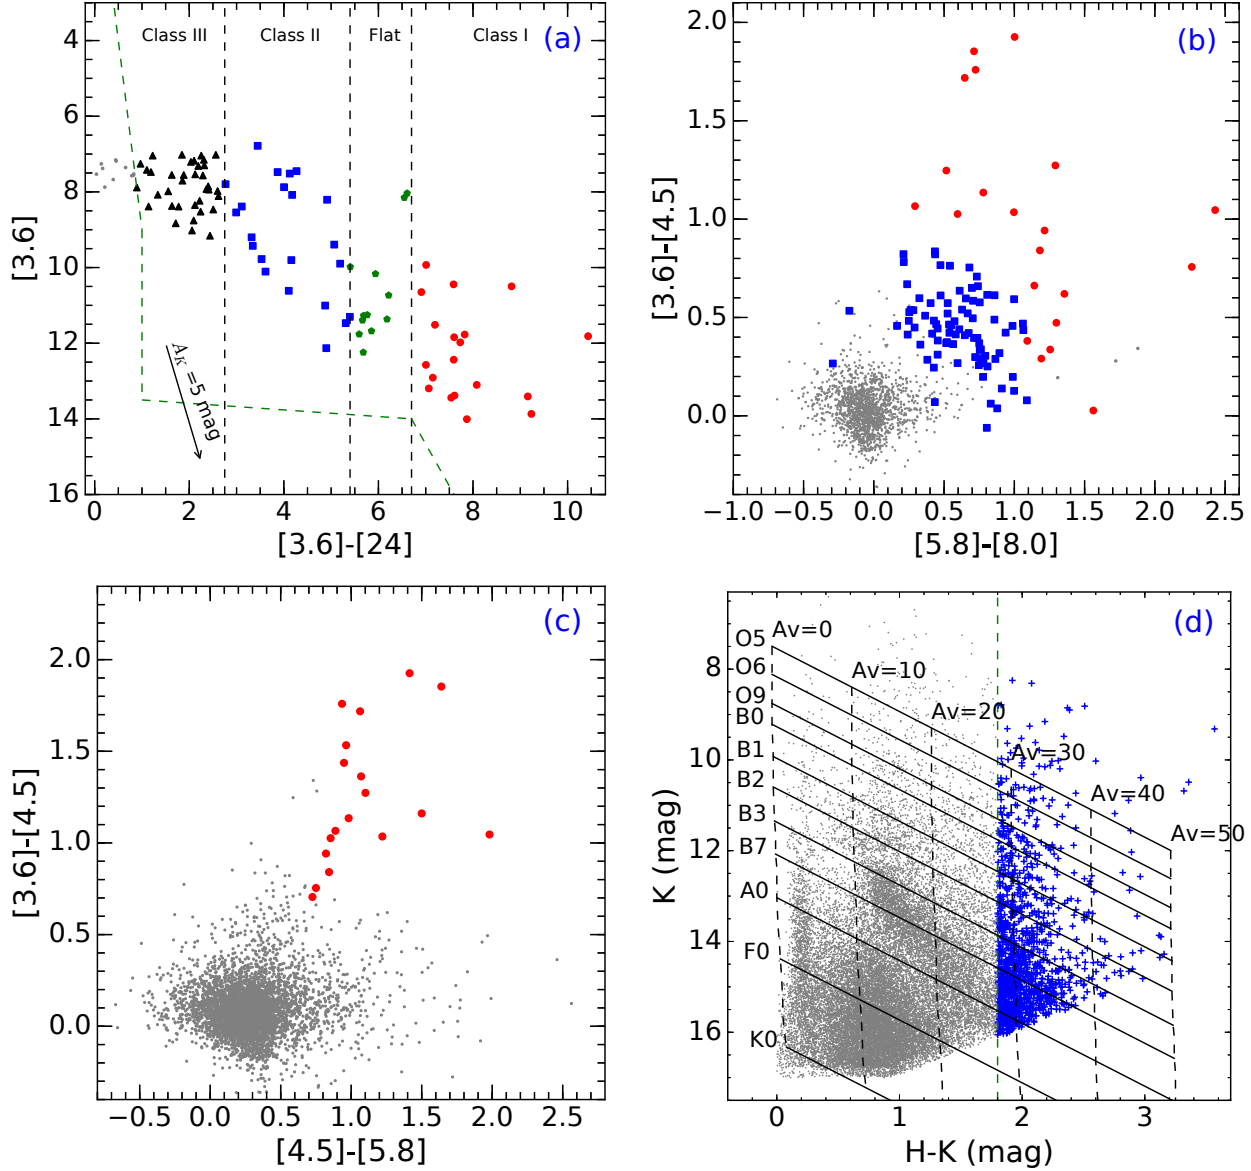 Class III Class II Flat Class I (a)
4
6
8
10
12
14
16
[3.6]
A_K =5 mag
0 2 4 6 8 10
[3.6]-[24]
(b)
2.0
1.5
1.0
0.5
0.0
[3.6]-[4.5]
−1.0 −0.5 0.0 0.5 1.0 1.5 2.0 2.5
[5.8]-[8.0]
(c)
2.0
1.5
1.0
0.5
0.0
[3.6]-[4.5]
−0.5 0.0 0.5 1.0 1.5 2.0 2.5
[4.5]-[5.8]
(d)
8
10
12
14
16
K (mag)
O5
O6
O9
B0
B1
B2
B3
B7
A0
F0
K0
Av=0
Av=10
Av=20
Av=30
Av=40
Av=50
0 1 2 3
H-K (mag)